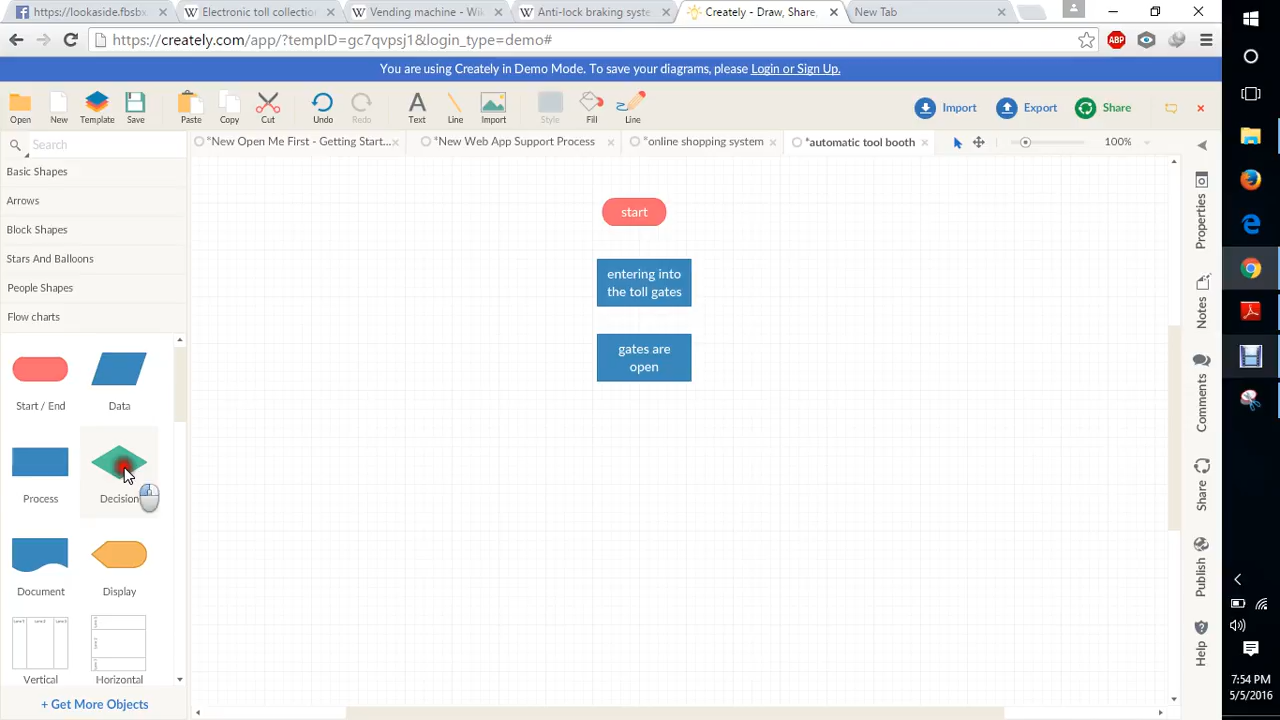 https://lookaside.fbsbx
Electronic toll collectio
Vending machine - Wik
Anti-lock braking syste
Creately - Draw, Share,
New Tab
https://creately.com/app/?tempID=gc7qvpsj1&login_type=demo#
ABP
You are using Creately in Demo Mode. To save your diagrams, please Login or Sign Up.
Open
New
Template
Save
Paste
Copy
Cut
Undo
Redo
Text
Line
Import
Style
Fill
Line
Import
Export
Share
Search
*New Open Me First - Getting Start...
*New Web App Support Process
*online shopping system
*automatic tool booth
100%
Basic Shapes
Arrows
Block Shapes
Stars And Balloons
People Shapes
Flow charts
Start / End
Data
Process
Decision
Document
Display
Vertical
Horizontal
+ Get More Objects
start
entering into
the toll gates
gates are
open
Properties
Notes
Comments
Share
Publish
Help
7:54 PM
5/5/2016